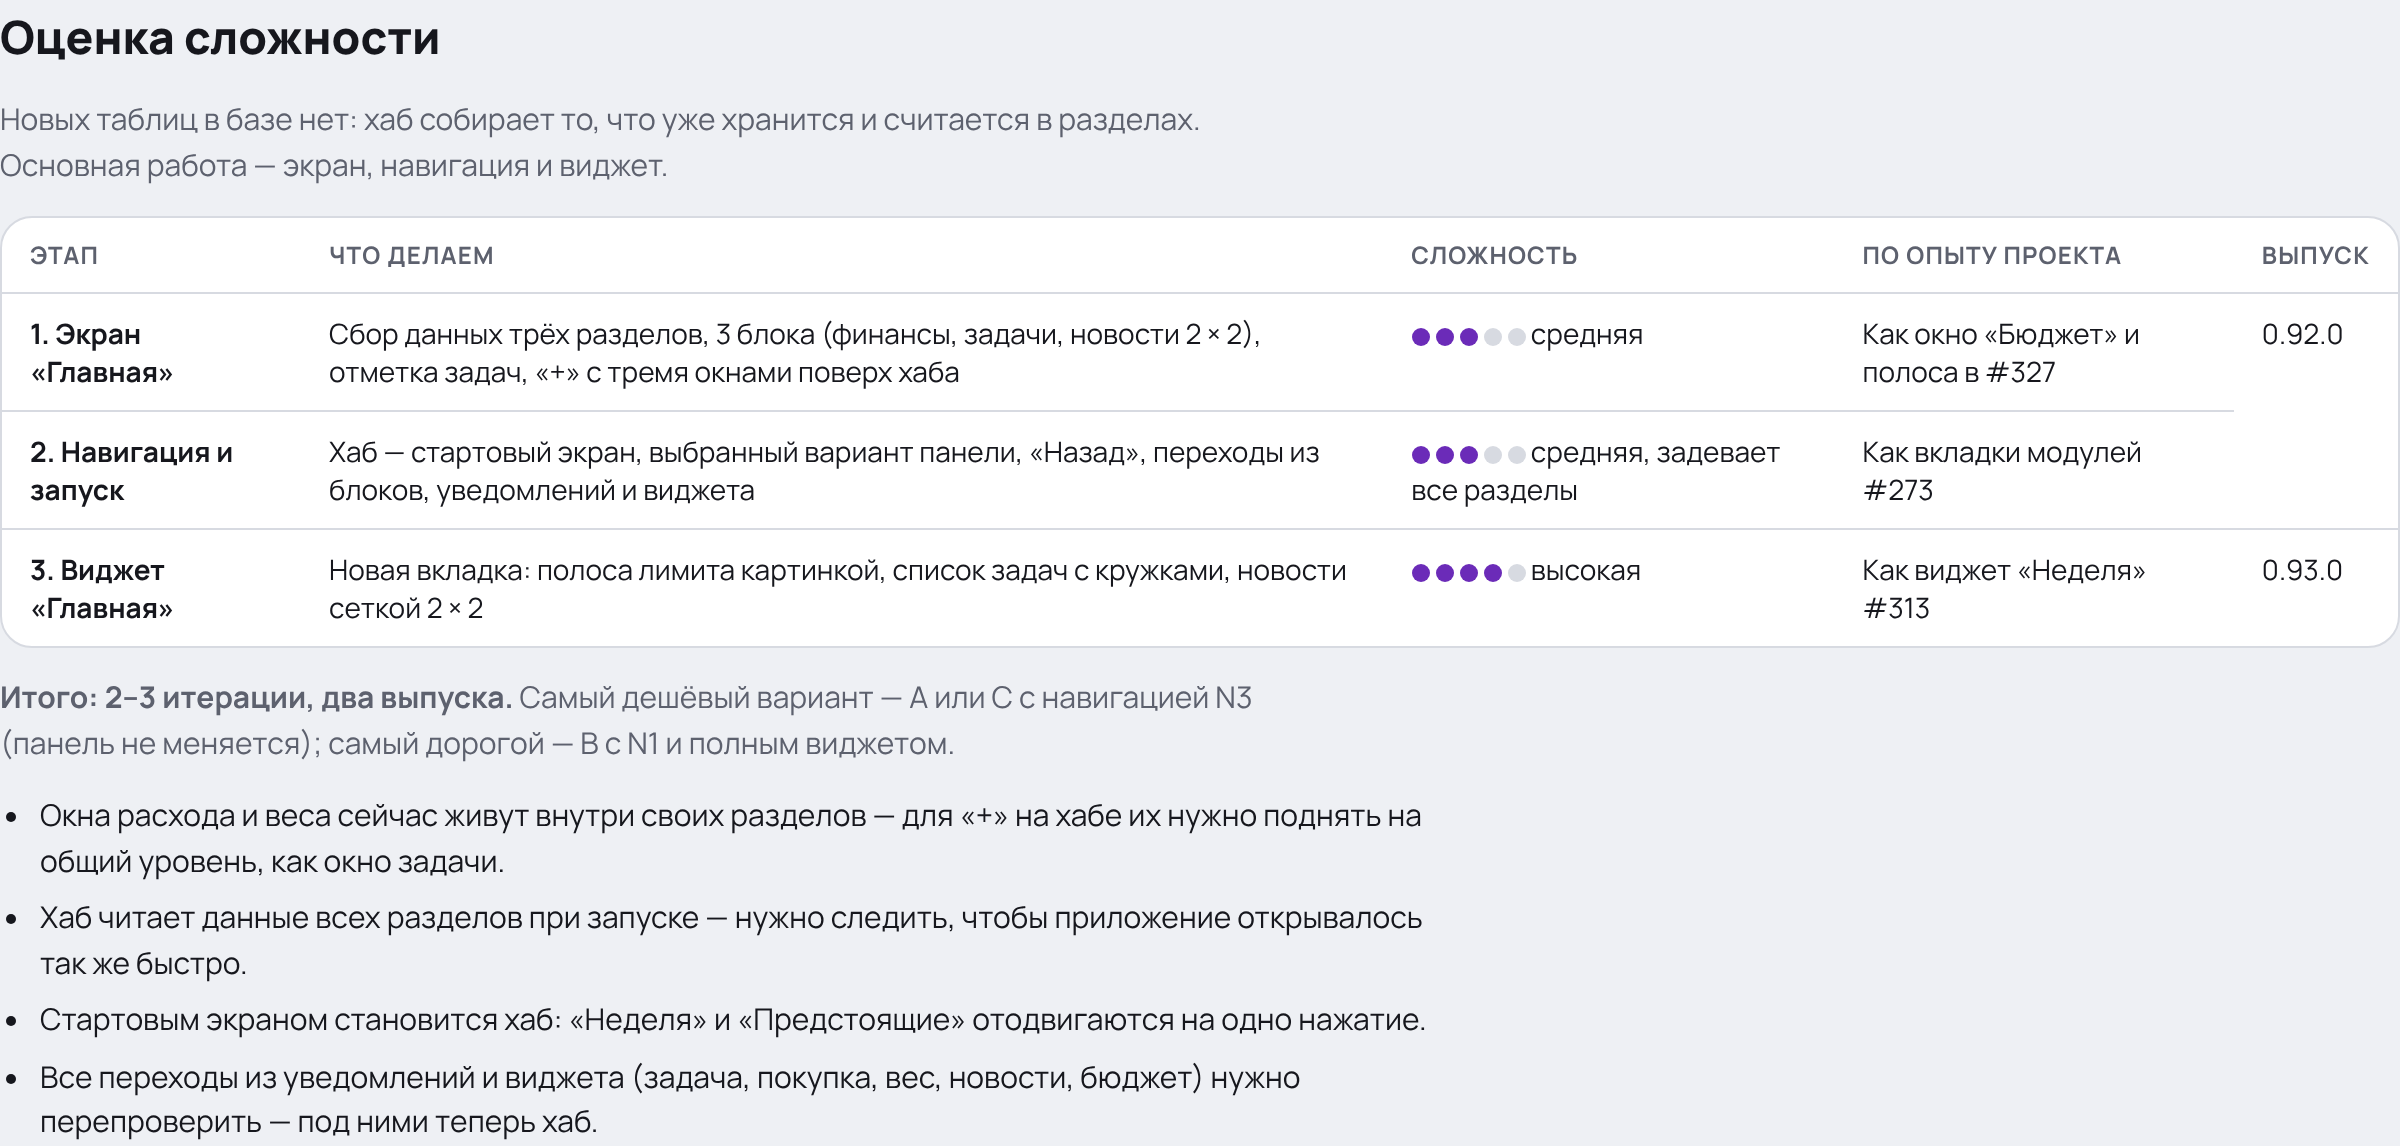 Оценка сложности
Новых таблиц в базе нет: хаб собирает то, что уже хранится и считается в разделах.
Основная работа — экран, навигация и виджет.
ЭТАП ЧТО ДЕЛАЕМ СЛОЖНОСТЬ ПО ОПЫТУ ПРОЕКТА ВЫПУСК
1. Экран Сбор данных трёх разделов, 3 блока (финансы, задачи, новости 2 × 2), средняя Как окно «Бюджет» и 0.92.0
«Главная» отметка задач, «+» с тремя окнами поверх хаба полоса в #327
2. Навигация и Хаб — стартовый экран, выбранный вариант панели, «Назад», переходы из средняя, задевает Как вкладки модулей
запуск блоков, уведомлений и виджета все разделы #273
3. Виджет Новая вкладка: полоса лимита картинкой, список задач с кружками, новости высокая Как виджет «Неделя» 0.93.0
«Главная» сеткой 2 × 2 #313
Итого: 2–3 итерации, два выпуска. Самый дешёвый вариант — A или C с навигацией N3
(панель не меняется); самый дорогой — B с N1 и полным виджетом.
• Окна расхода и веса сейчас живут внутри своих разделов — для «+» на хабе их нужно поднять на
общий уровень, как окно задачи.
• Хаб читает данные всех разделов при запуске — нужно следить, чтобы приложение открывалось
так же быстро.
• Стартовым экраном становится хаб: «Неделя» и «Предстоящие» отодвигаются на одно нажатие.
• Все переходы из уведомлений и виджета (задача, покупка, вес, новости, бюджет) нужно
перепроверить — под ними теперь хаб.